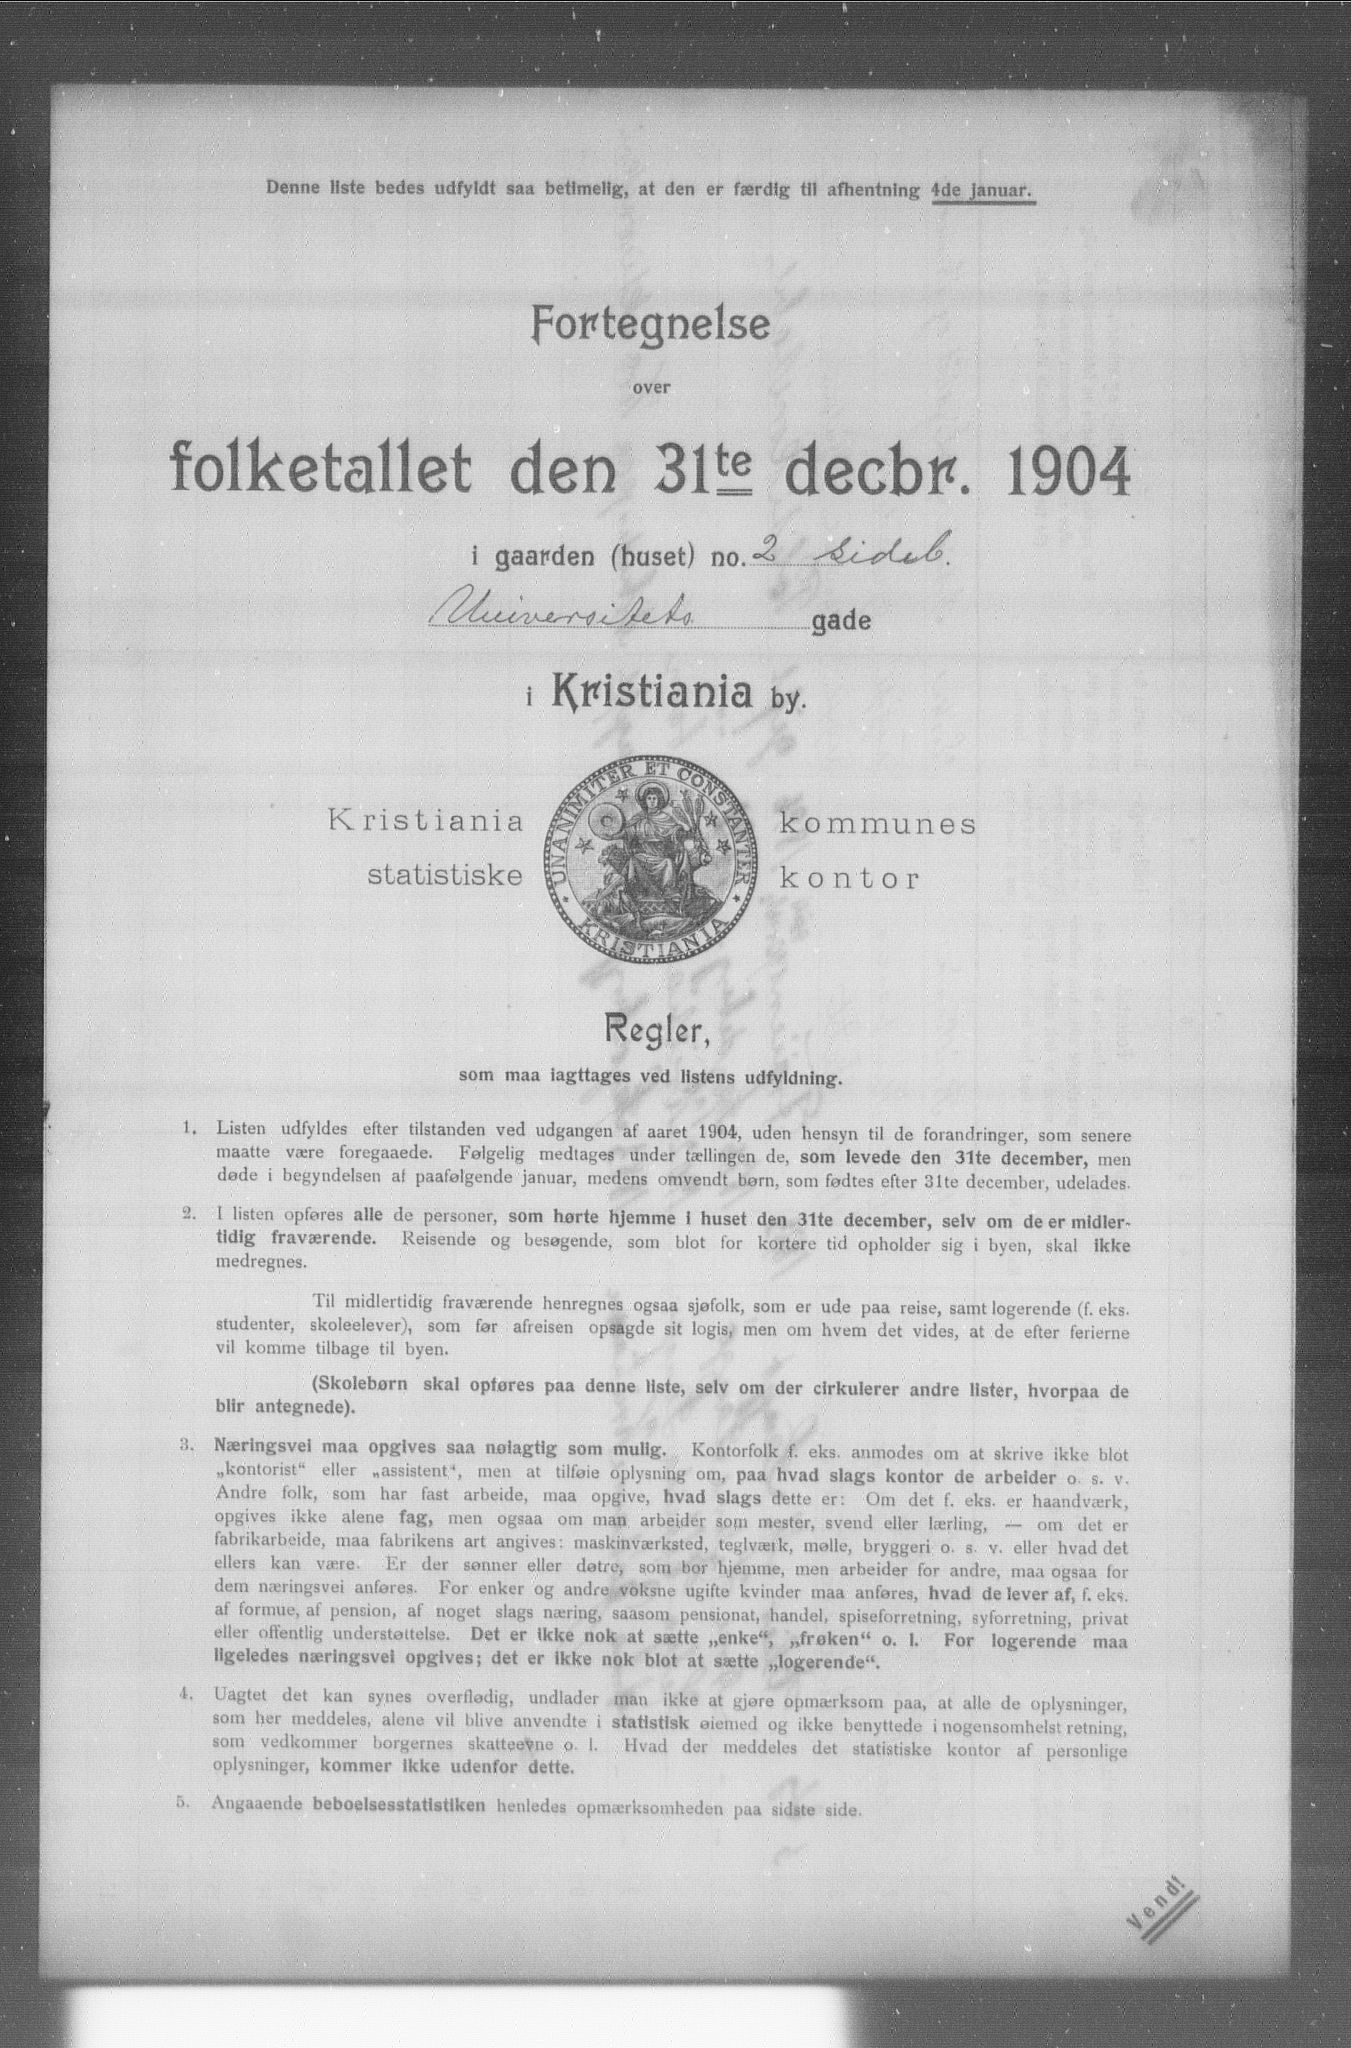 Denne liste bedes udfyldt saa betimelig, at den er færdig til afhentning 4de januar.
Fortegnelse
over
folketallet den 31te decbr. 1904
i gaarden (huset) no. 2 sideb.
Universitets gade
i Kristiania by.
UNANIMITER ET CONSTANTER
KRISTIANIA
Kristiania kommunes
statistiske kontor
Regler,
som maa iagttages ved listens udfyldning.
1. Listen udfyldes efter tilstanden ved udgangen af aaret 1904, uden hensyn til de forandringer, som senere
maatte være foregaaede. Følgelig medtages under tællingen de, som levede den 31te december, men
døde i begyndelsen af paafølgende januar, medens omvendt børn, som fødtes efter 31te december, udelades.
2. I listen opføres alle de personer, som hørte hjemme i huset den 31te december, selv om de er midler-
tidig fraværende. Reisende og besøgende, som blot for kortere tid opholder sig i byen, skal ikke
medregnes.
Til midlertidig fraværende henregnes ogsaa sjøfolk, som er ude paa reise, samt logerende (f. eks.
studenter, skoleelever), som før afreisen opsagde sit logis, men om hvem det vides, at de efter ferierne
vil komme tilbage til byen.
(Skolebørn skal opføres paa denne liste, selv om der cirkulerer andre lister, hvorpaa de
blir antegnede).
3. Næringsvei maa opgives saa nøiagtig som mulig. Kontorfolk f. eks. anmodes om at skrive ikke blot
„kontorist“ eller „assistent“, men at tilføie oplysning om, paa hvad slags kontor de arbeider o. s. v.
Andre folk, som har fast arbeide, maa opgive, hvad slags dette er: Om det f. eks. er haandværk,
opgives ikke alene fag, men ogsaa om man arbeider som mester, svend eller lærling, — om det er
fabrikarbeide, maa fabrikens art angives: maskinværksted, teglværk, mølle, bryggeri o. s. v. eller hvad det
ellers kan være. Er der sønner eller døtre, som bor hjemme, men arbeider for andre, maa ogsaa for
dem næringsvei anføres. For enker og andre voksne ugifte kvinder maa anføres, hvad de lever af, f. eks.
af formue, af pension, af noget slags næring, saasom pensionat, handel, spiseforretning, syforretning, privat
eller offentlig understøttelse. Det er ikke nok at sætte „enke“, „frøken“ o. l. For logerende maa
ligeledes næringsvei opgives; det er ikke nok blot at sætte „logerende“.
4. Uagtet det kan synes overflødig, undlader man ikke at gjøre opmærksom paa, at alle de oplysninger,
som her meddeles, alene vil blive anvendte i statistisk øiemed og ikke benyttede i nogensomhelst retning,
som vedkommer borgernes skatteevne o. l. Hvad der meddeles det statistiske kontor af personlige
oplysninger, kommer ikke udenfor dette.
5. Angaaende beboelsesstatistiken henledes opmærksomheden paa sidste side.
Vend!